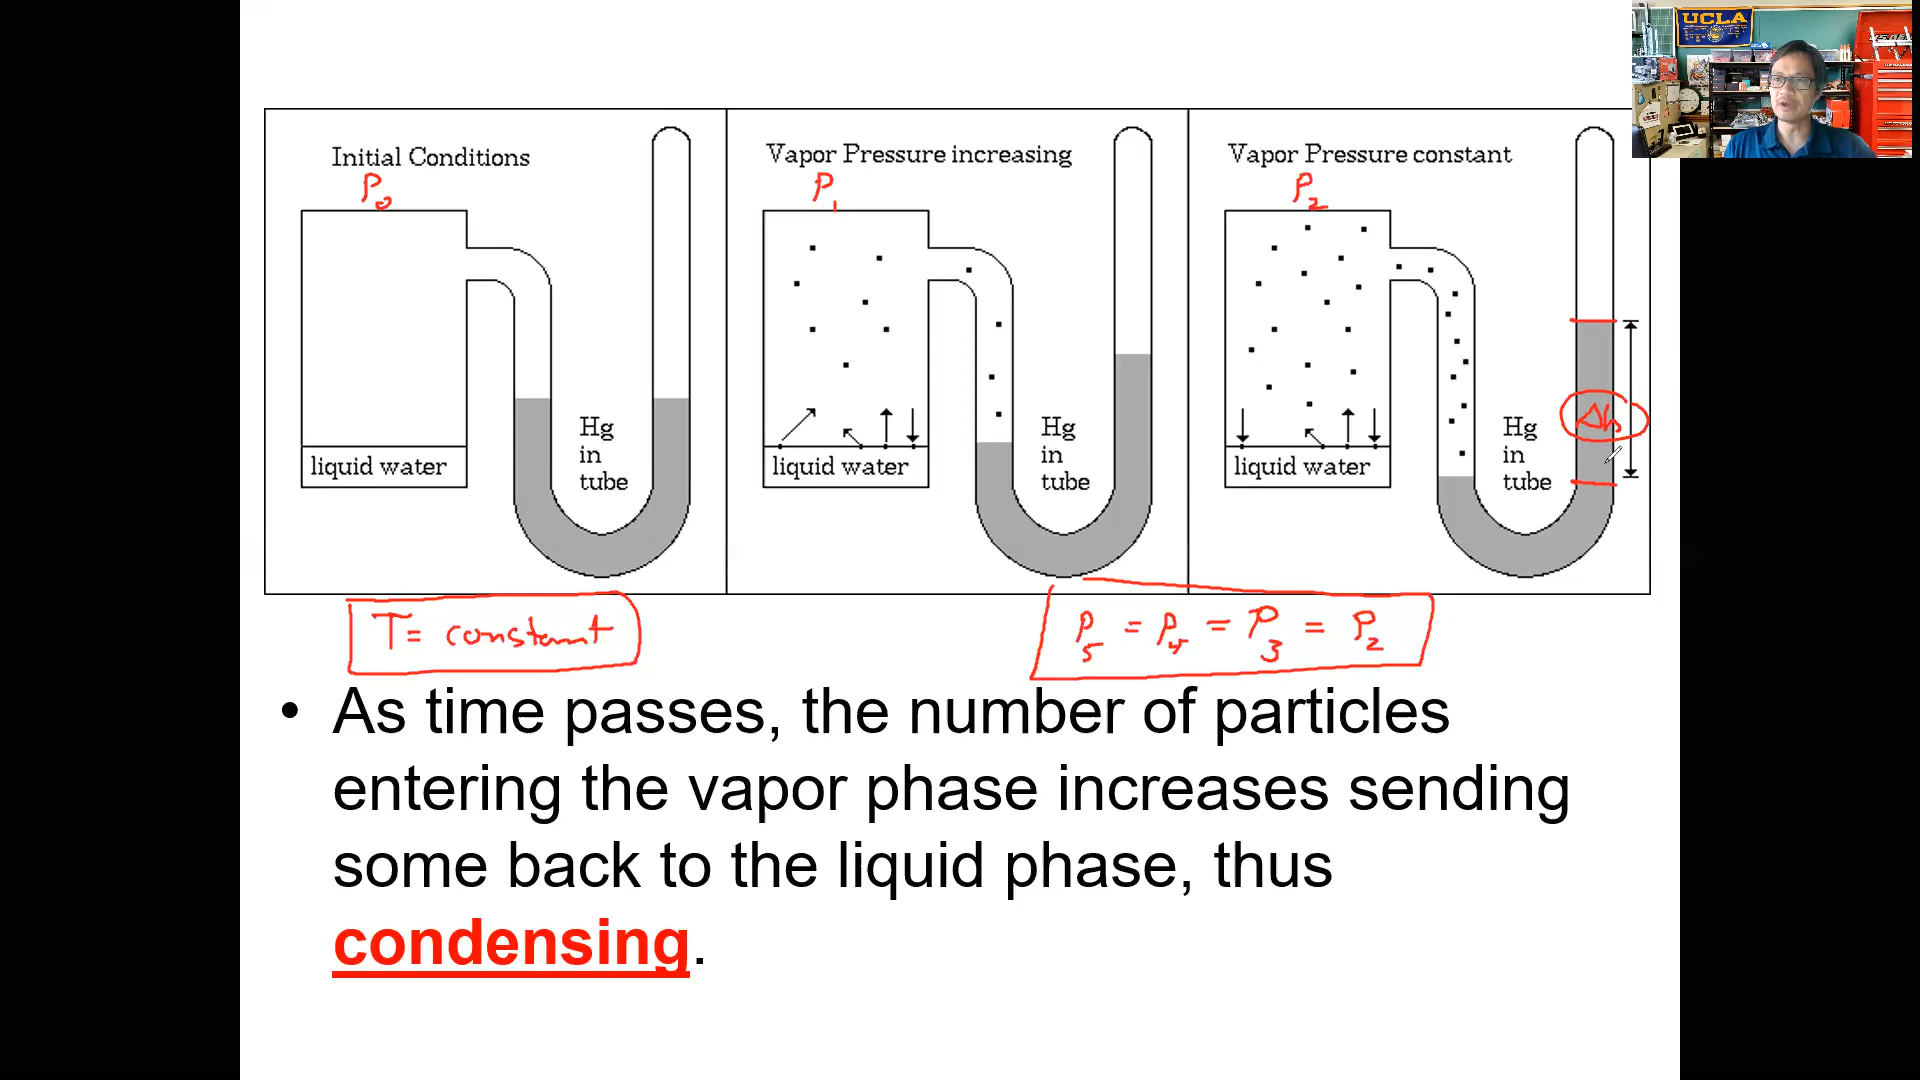 UCLA
Initial Conditions
P₀
liquid water
Hg
in
tube
Vapor Pressure increasing
P₁
liquid water
Hg
in
tube
Vapor Pressure constant
P₂
liquid water
Hg
in
tube
Δh
T= constant
P₅ = P₄ = P₃ = P₂
• As time passes, the number of particles
entering the vapor phase increases sending
some back to the liquid phase, thus
condensing.